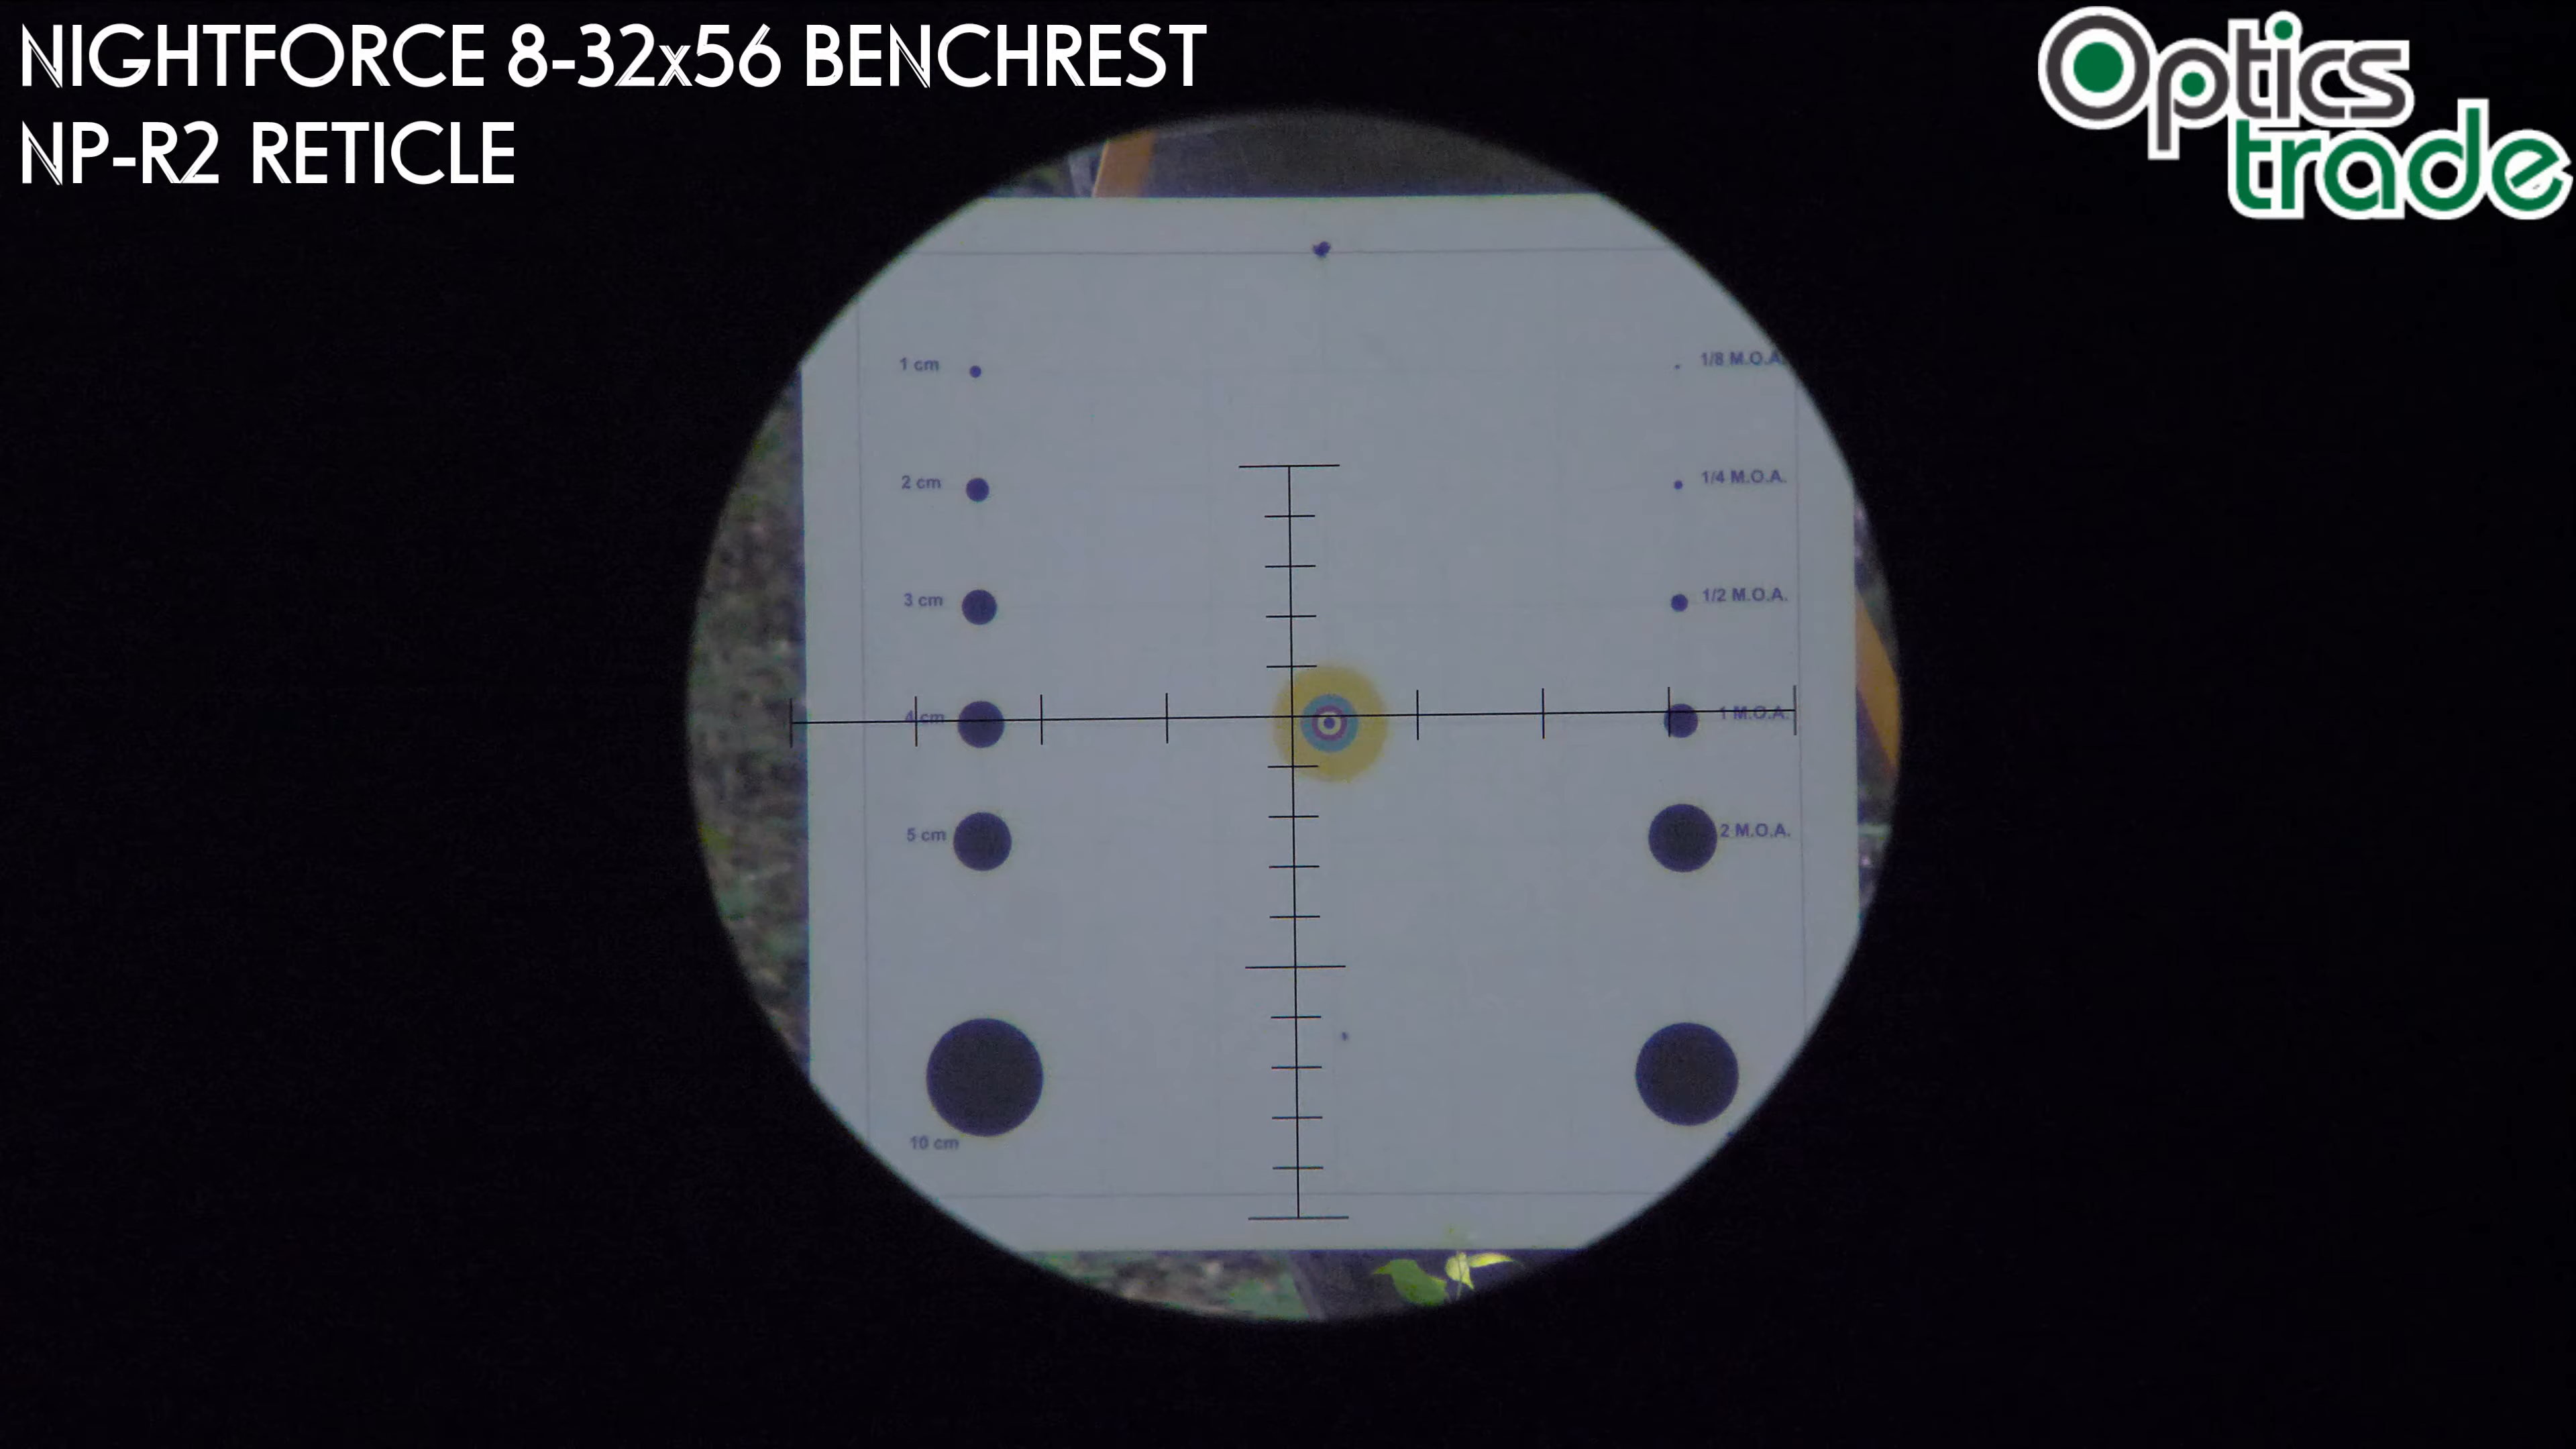 NIGHTFORCE 8-32x56 BENCHREST
NP-R2 RETICLE
Optics
trade
1 cm
1/8 M.O.A.
2 cm
1/4 M.O.A.
3 cm
1/2 M.O.A.
4 cm
1 M.O.A.
5 cm
2 M.O.A.
10 cm